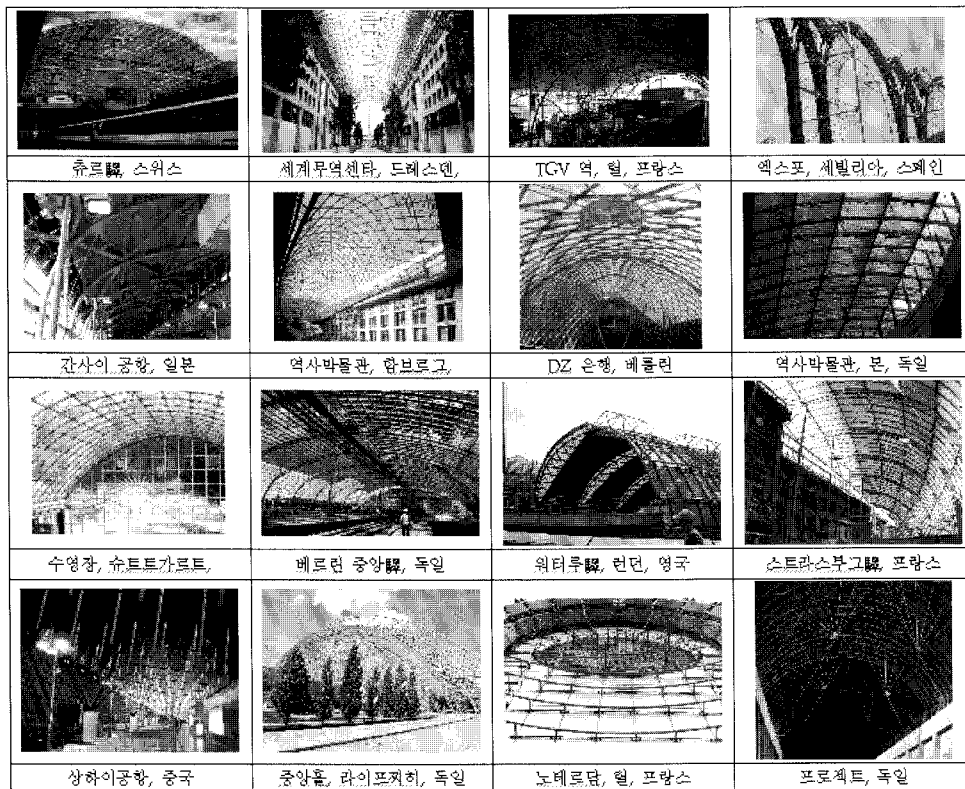 츄르驛, 스위스
세계무역센타, 드레스덴,
TGV 역, 릴, 프랑스
엑스포, 세빌리아, 스페인
간사이 공항, 일본
역사박물관, 함브르그,
DZ 은행, 베를린
역사박물관, 본, 독일
수영장, 슈트트가르트,
베르린 중앙驛, 독일
워터루驛, 런던, 영국
스트라스부그驛, 프랑스
상하이공항, 중국
중앙홀, 라이프찌히, 독일
노테르담, 릴, 프랑스
프로젝트, 독일